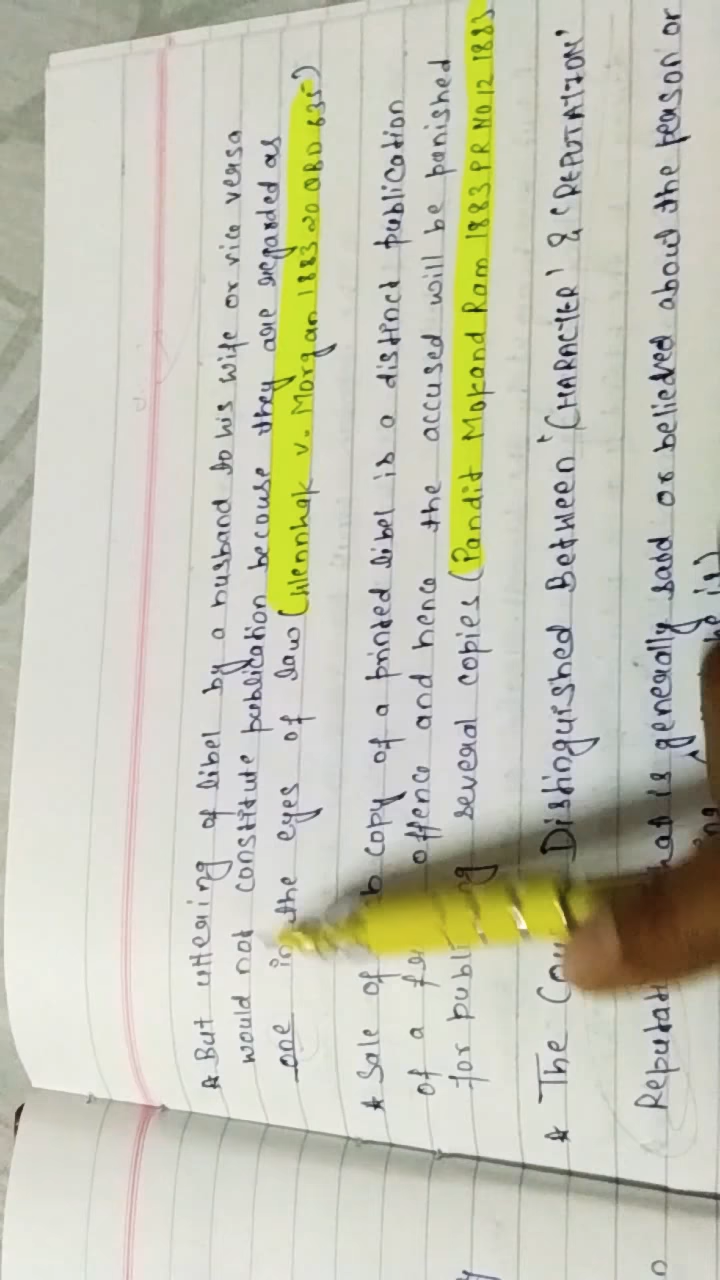 * But uttering of libel by a husband to his wife or vice versa
would not constitute publication because they are regarded as
one in the eyes of law (Wennhak v. Morgan 1883 20 QBD 635)
* Sale of copy of a printed libel is a distinct publication
of a offence and hence the accused will be punished
for several copies (Pandit Mokand Ram 1883 PR NO 12 1883
* The Distinguished Between 'CHARACTER' & 'REPUTATION'
is generally said or believed about the person or